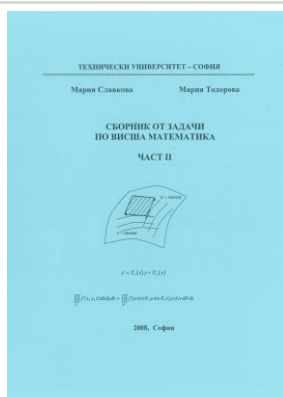 ТЕХНИЧЕСКИ УНИВЕРСИТЕТ – СОФИЯ
Мария Славкова Мария Тодорова
СБОРНИК ОТ ЗАДАЧИ
ПО ВИСША МАТЕМАТИКА
ЧАСТ II
2008, София